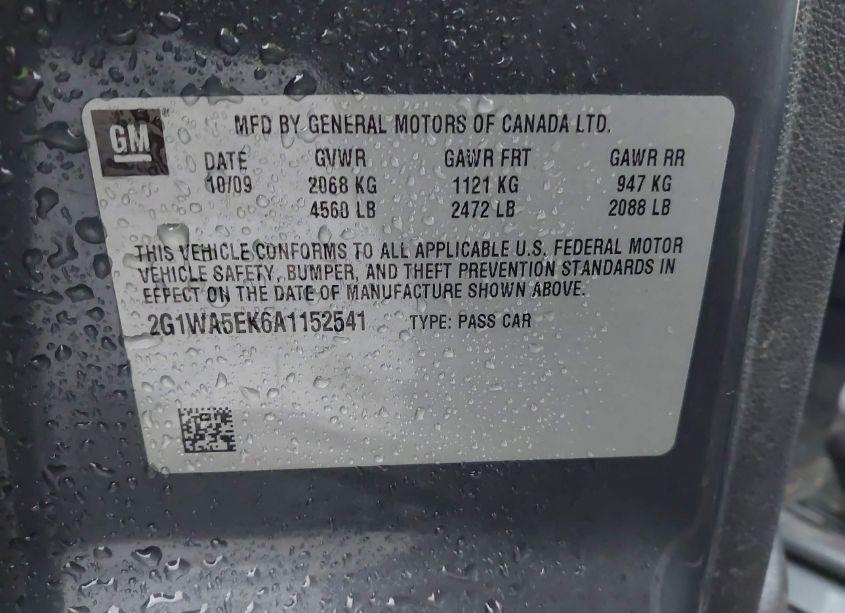 GM
MFD BY GENERAL MOTORS OF CANADA LTD.
DATE GVWR GAWR FRT GAWR RR
10/09 2068 KG 1121 KG 947 KG
4560 LB 2472 LB 2088 LB
THIS VEHICLE CONFORMS TO ALL APPLICABLE U.S. FEDERAL MOTOR
VEHICLE SAFETY, BUMPER, AND THEFT PREVENTION STANDARDS IN
EFFECT ON THE DATE OF MANUFACTURE SHOWN ABOVE.
2G1WA5EK6A1152541 TYPE: PASS CAR